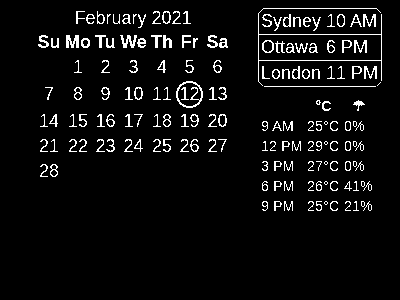 February 2021
Su Mo Tu We Th Fr Sa
1 2 3 4 5 6
7 8 9 10 11 12 13
14 15 16 17 18 19 20
21 22 23 24 25 26 27
28
Sydney 10 AM
Ottawa 6 PM
London 11 PM
°C ☂
9 AM 25°C 0%
12 PM 29°C 0%
3 PM 27°C 0%
6 PM 26°C 41%
9 PM 25°C 21%